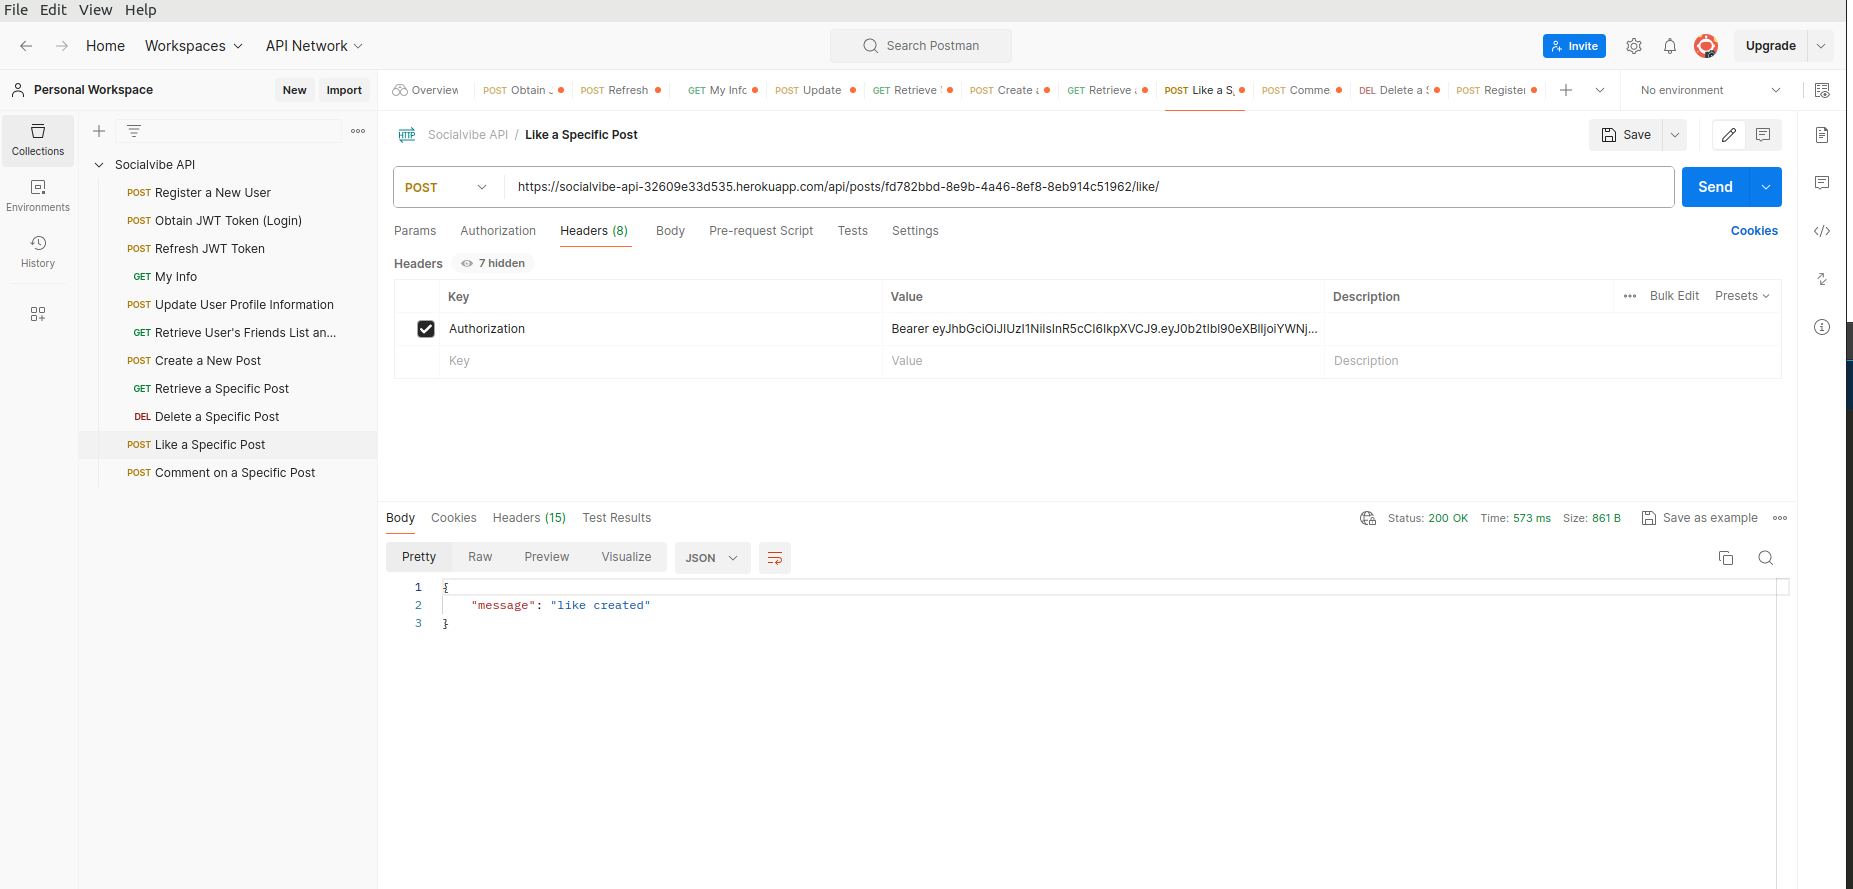 File Edit View Help
Home Workspaces API Network Search Postman Invite Upgrade
Personal Workspace New Import Overview POST Obtain POST Refresh GET My Info POST Update GET Retrieve POST Create GET Retrieve POST Like a S POST Comme DEL Delete a POST Register No environment
Collections
Environments
History
Socialvibe API
POST Register a New User
POST Obtain JWT Token (Login)
POST Refresh JWT Token
GET My Info
POST Update User Profile Information
GET Retrieve User's Friends List an...
POST Create a New Post
GET Retrieve a Specific Post
DEL Delete a Specific Post
POST Like a Specific Post
POST Comment on a Specific Post
HTTP Socialvibe API / Like a Specific Post Save
POST https://socialvibe-api-32609e33d535.herokuapp.com/api/posts/fd782bbd-8e9b-4a46-8ef8-8eb914c51962/like/ Send
Params Authorization Headers (8) Body Pre-request Script Tests Settings Cookies
Headers 7 hidden
Key Value Description Bulk Edit Presets
Authorization Bearer
Key Value Description
Body Cookies Headers (15) Test Results Status: 200 OK Time: 573 ms Size: 861 B Save as example
Pretty Raw Preview Visualize JSON
1 {
2 "message": "like created"
3 }